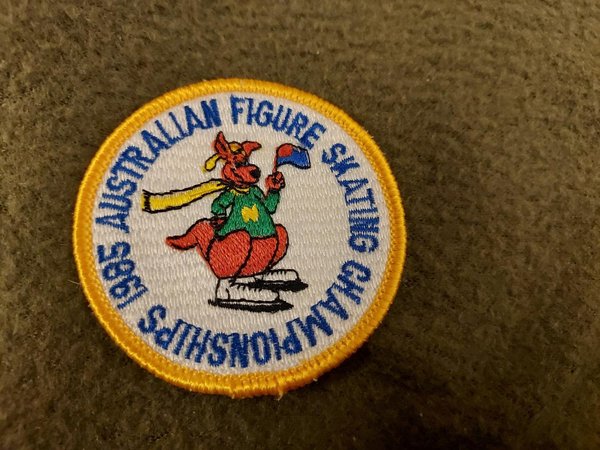 1985 AUSTRALIAN FIGURE SKATING CHAMPIONSHIPS
N